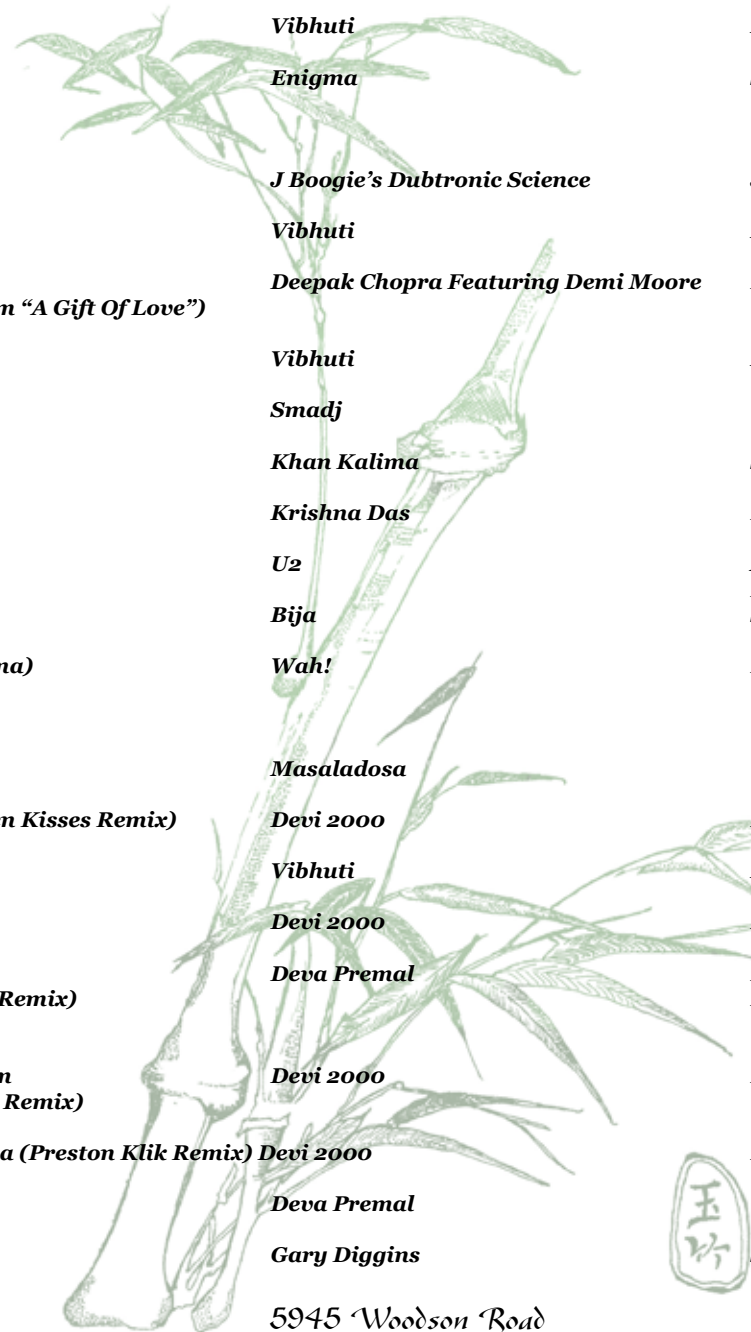 Vibhuti
Enigma
J Boogie's Dubtronic Science
Vibhuti
Deepak Chopra Featuring Demi Moore
“A Gift Of Love”)
Vibhuti
Smadj
Khan Kalima
Krishna Das
U2
Bija
Wah!
Masaladosa
Kisses Remix) Devi 2000
Vibhuti
Devi 2000
Deva Premal
Remix)
Devi 2000
Remix)
(Preston Klik Remix) Devi 2000
Deva Premal
玉
竹
Gary Diggins
5945 Woodson Road